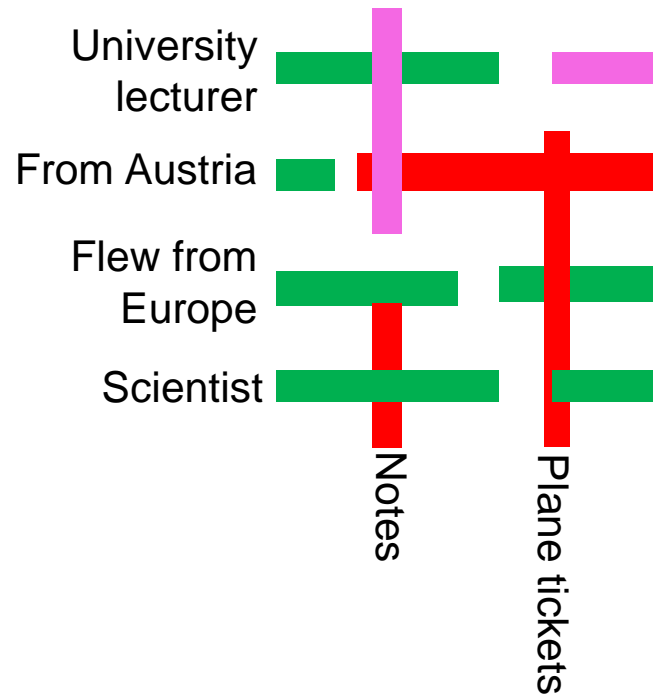 University
lecturer
From Austria
Flew from
Europe
Scientist
Notes
Plane tickets